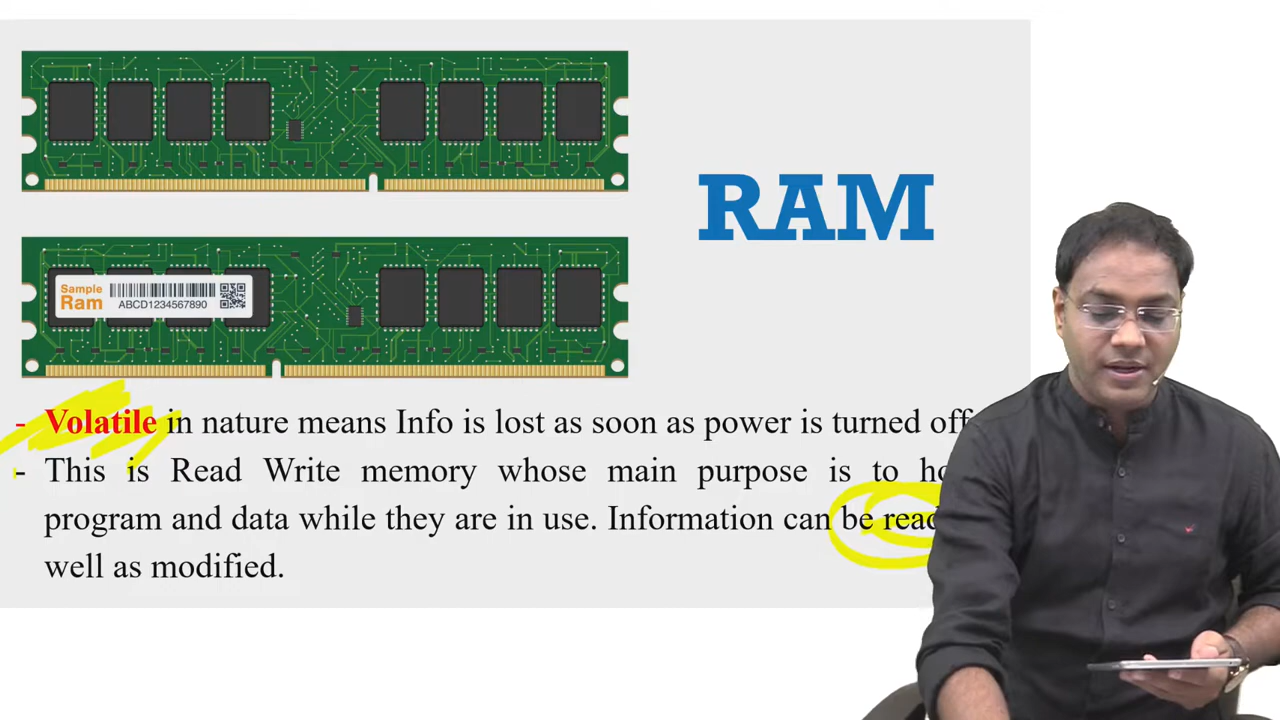 RAM
Sample
Ram
ABCD1234567890
- Volatile in nature means Info is lost as soon as power is turned off
- This is Read Write memory whose main purpose is to
program and data while they are in use. Information can be read
well as modified.